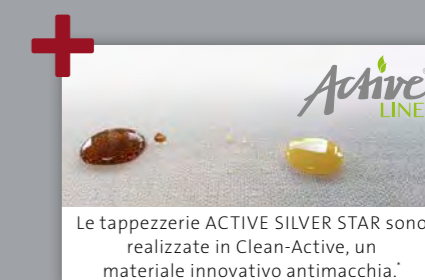 Active
LINE
Le tappezzerie ACTIVE SILVER STAR sono
realizzate in Clean-Active, un
materiale innovativo antimacchia.*